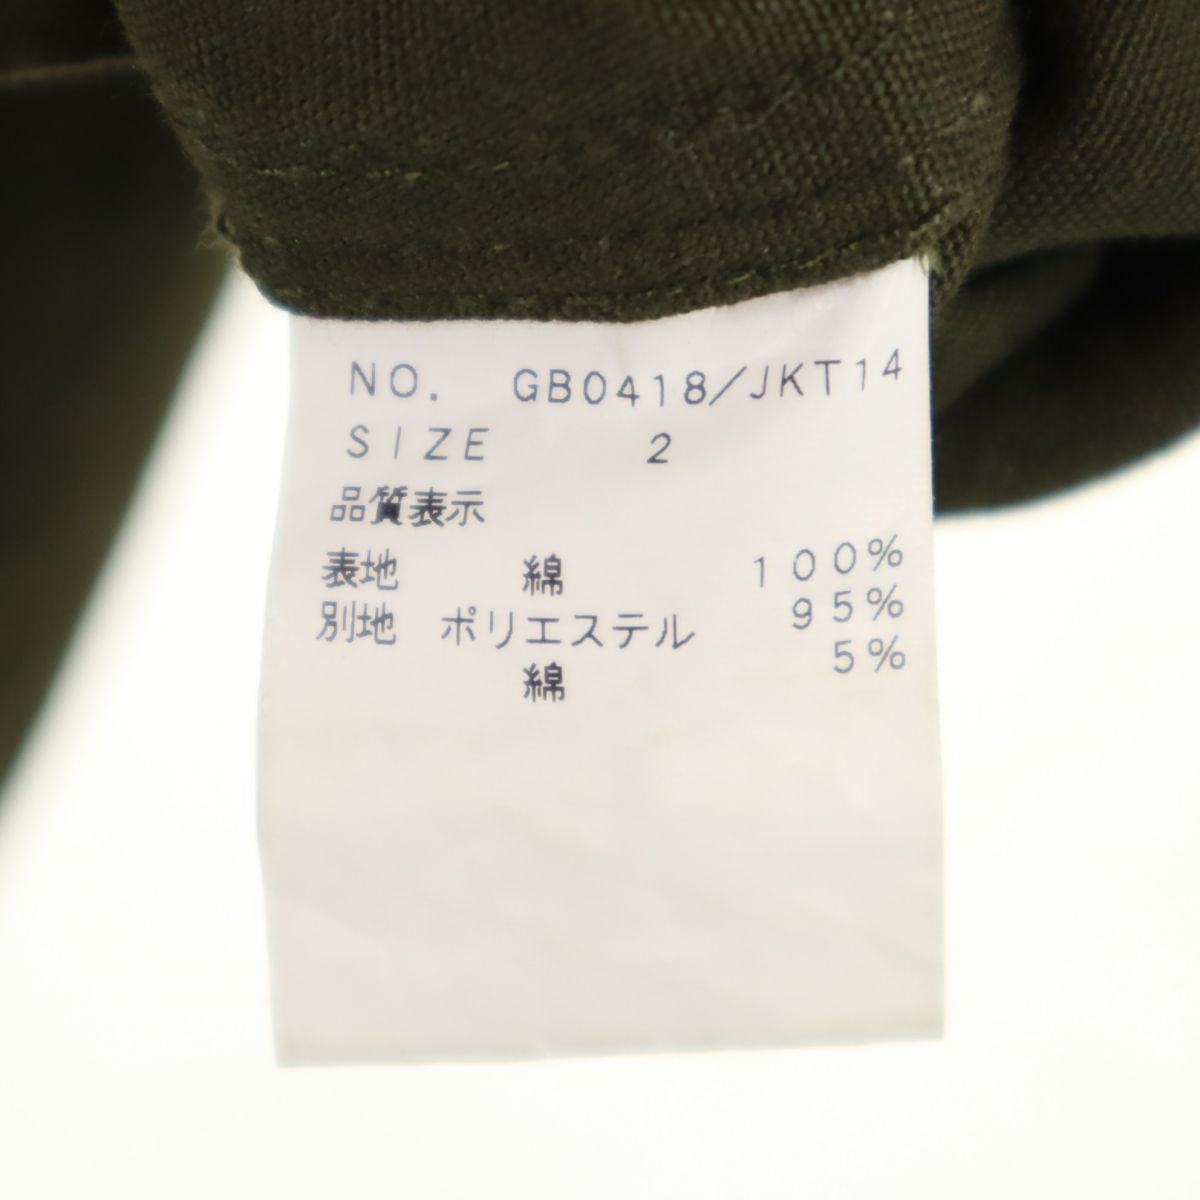 NO. GB0418/JKT14
SIZE 2
品質表示
表地 綿 100%
別地 ポリエステル 95%
綿 5%